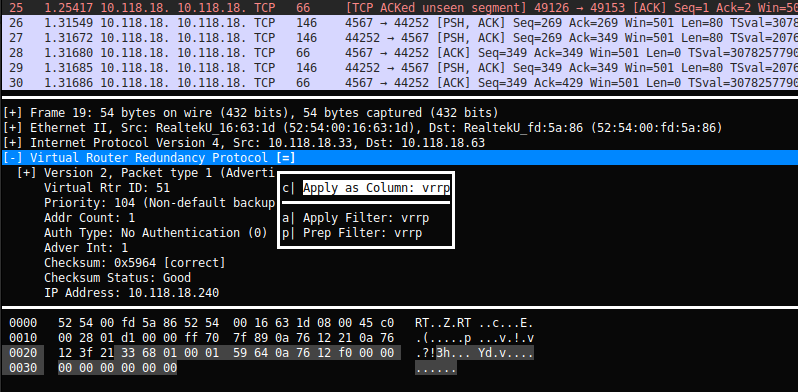 25 1.25417 10.118.18. 10.118.18. TCP 66 [TCP ACKed unseen segment] 49126 → 49153 [ACK] Seq=1 Ack=2 Win=50
26 1.31549 10.118.18. 10.118.18. TCP 146 4567 → 44252 [PSH, ACK] Seq=269 Ack=269 Win=501 Len=80 TSval=3078
27 1.31672 10.118.18. 10.118.18. TCP 146 44252 → 4567 [PSH, ACK] Seq=269 Ack=349 Win=501 Len=80 TSval=2076
28 1.31680 10.118.18. 10.118.18. TCP 66 4567 → 44252 [ACK] Seq=349 Ack=349 Win=501 Len=0 TSval=3078257790
29 1.31685 10.118.18. 10.118.18. TCP 146 44252 → 4567 [PSH, ACK] Seq=349 Ack=349 Win=501 Len=80 TSval=2076
30 1.31686 10.118.18. 10.118.18. TCP 66 4567 → 44252 [ACK] Seq=349 Ack=429 Win=501 Len=0 TSval=3078257790
[+] Frame 19: 54 bytes on wire (432 bits), 54 bytes captured (432 bits)
[+] Ethernet II, Src: RealtekU_16:63:1d (52:54:00:16:63:1d), Dst: RealtekU_fd:5a:86 (52:54:00:fd:5a:86)
[+] Internet Protocol Version 4, Src: 10.118.18.33, Dst: 10.118.18.63
[-] Virtual Router Redundancy Protocol [=]
[+] Version 2, Packet type 1 (Adverti
Virtual Rtr ID: 51
Priority: 104 (Non-default backup
Addr Count: 1
Auth Type: No Authentication (0)
Adver Int: 1
Checksum: 0x5964 [correct]
Checksum Status: Good
IP Address: 10.118.18.240
c| Apply as Column: vrrp
a| Apply Filter: vrrp
p| Prep Filter: vrrp
0000 52 54 00 fd 5a 86 52 54 00 16 63 1d 08 00 45 c0 RT..Z.RT ..c...E.
0010 00 28 01 d1 00 00 ff 70 7f 89 0a 76 12 21 0a 76 .(.....p ...v.!.v
0020 12 3f 21 33 68 01 00 01 59 64 0a 76 12 f0 00 00 .?!3h... Yd.v....
0030 00 00 00 00 00 00 ......